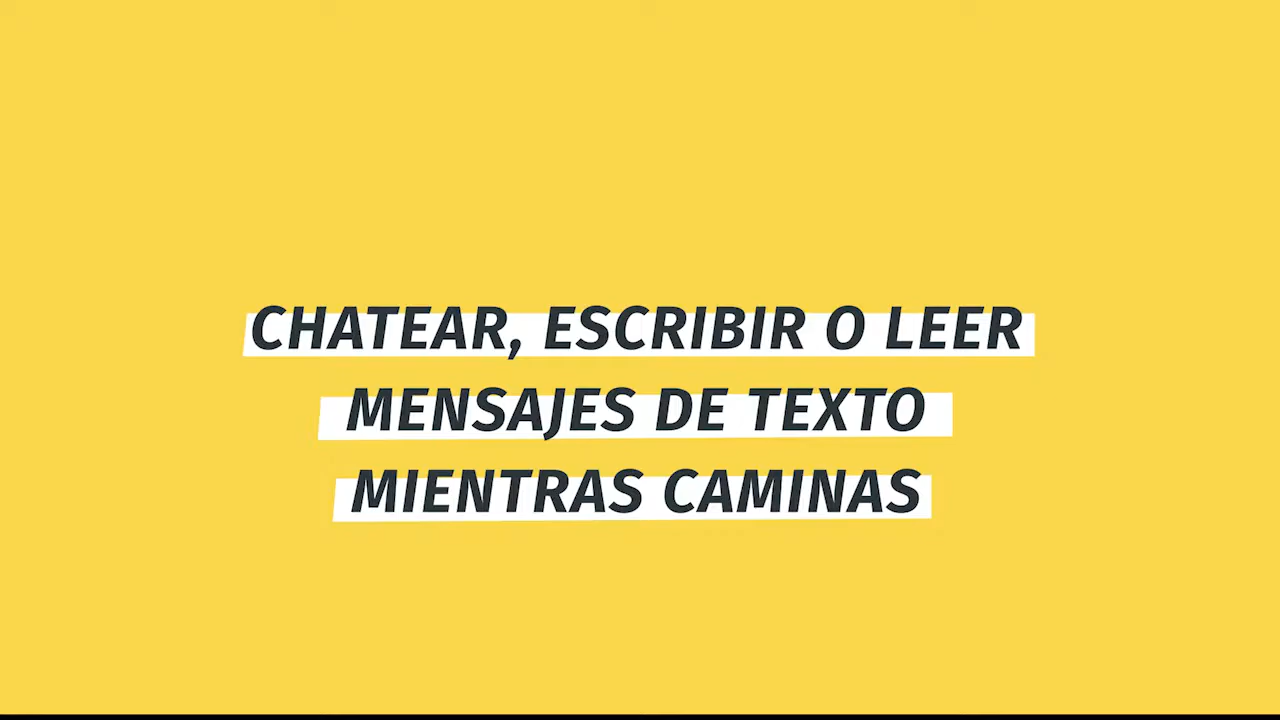 CHATEAR, ESCRIBIR O LEER
MENSAJES DE TEXTO
MIENTRAS CAMINAS